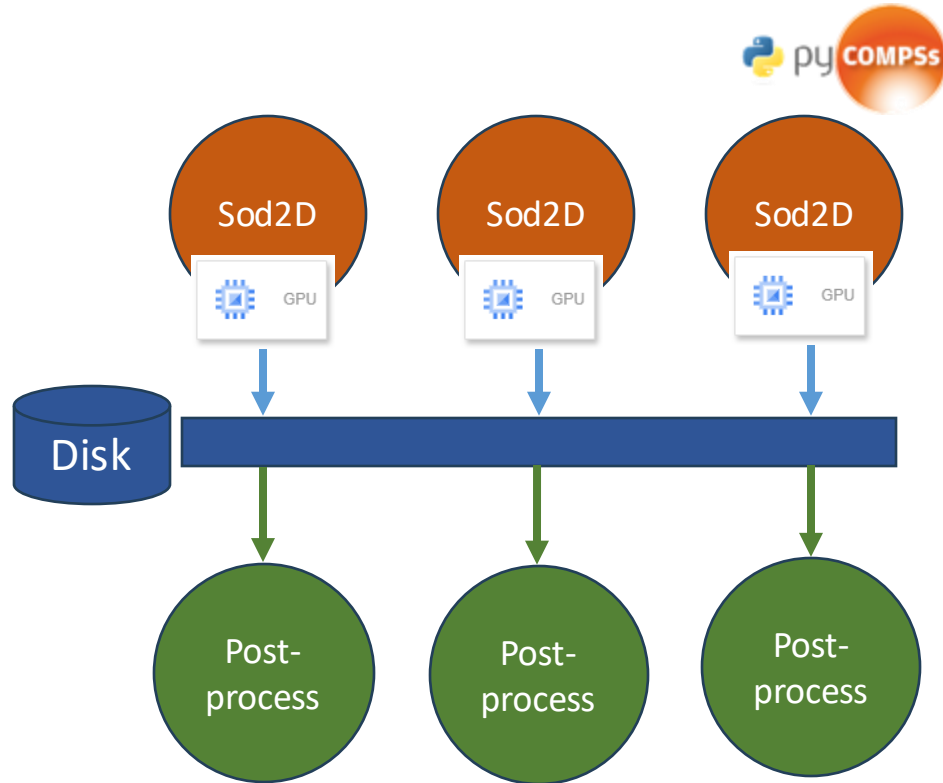 py COMPSs
Sod2D Sod2D Sod2D
GPU GPU GPU
Disk
Post- Post- Post-
process process process